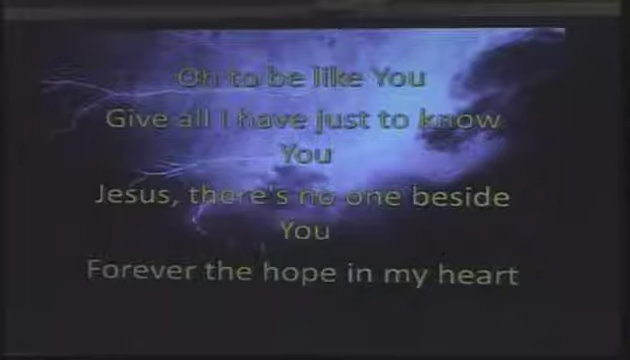 Oh to be like You
Give all I have just to know
You
Jesus, there's no one beside
You
Forever the hope in my heart